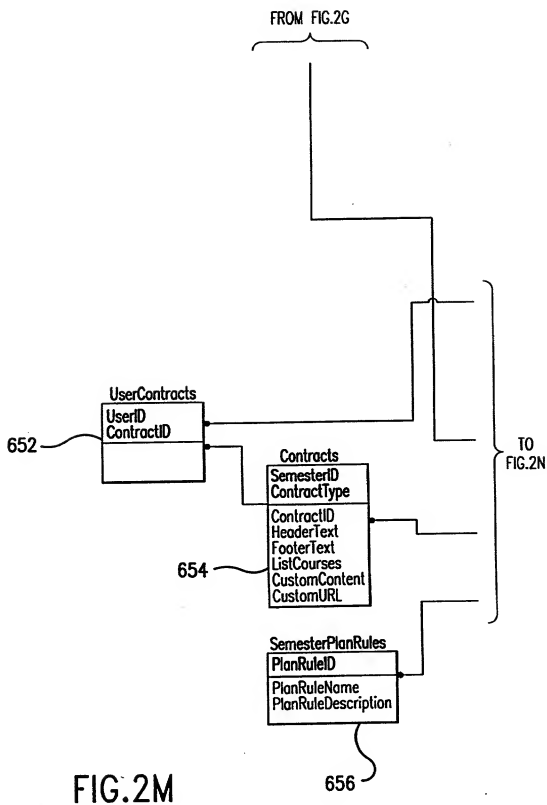 FROM FIG.2G
UserContracts
UserID
ContractID
652
TO
FIG.2N
Contracts
SemesterID
ContractType
ContractID
HeaderText
FooterText
ListCourses
CustomContent
CustomURL
654
SemesterPlanRules
PlanRuleID
PlanRuleName
PlanRuleDescription
656
FIG.2M